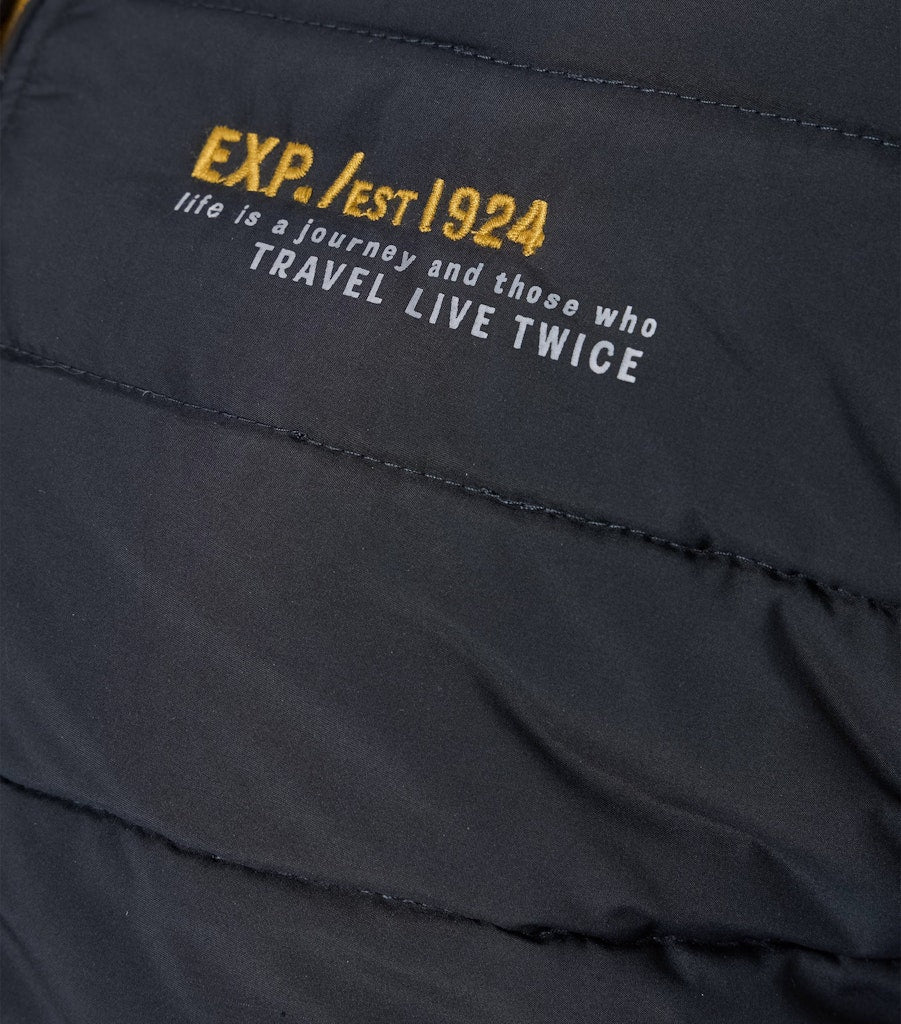 EXP./EST 1924
life is a journey and those who
TRAVEL LIVE TWICE